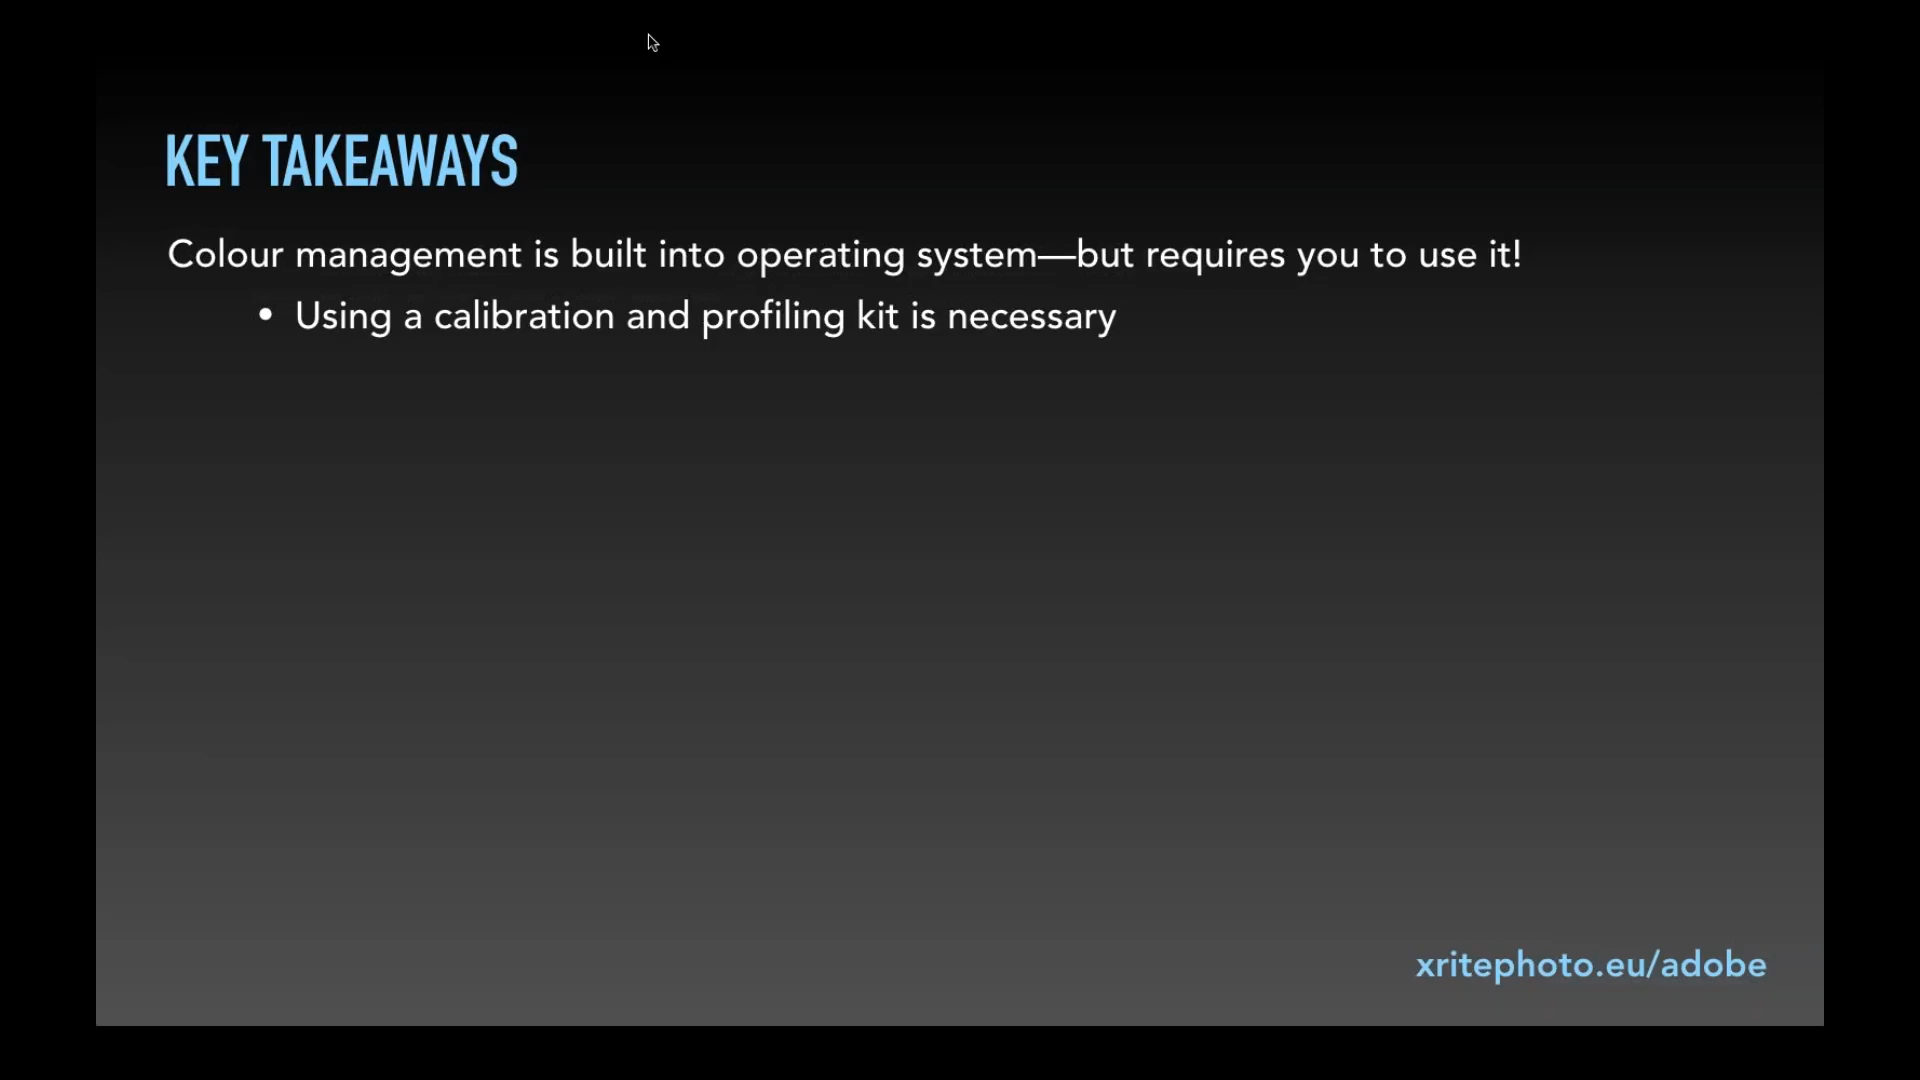 KEY TAKEAWAYS
Colour management is built into operating system—but requires you to use it!
• Using a calibration and profiling kit is necessary
xritephoto.eu/adobe